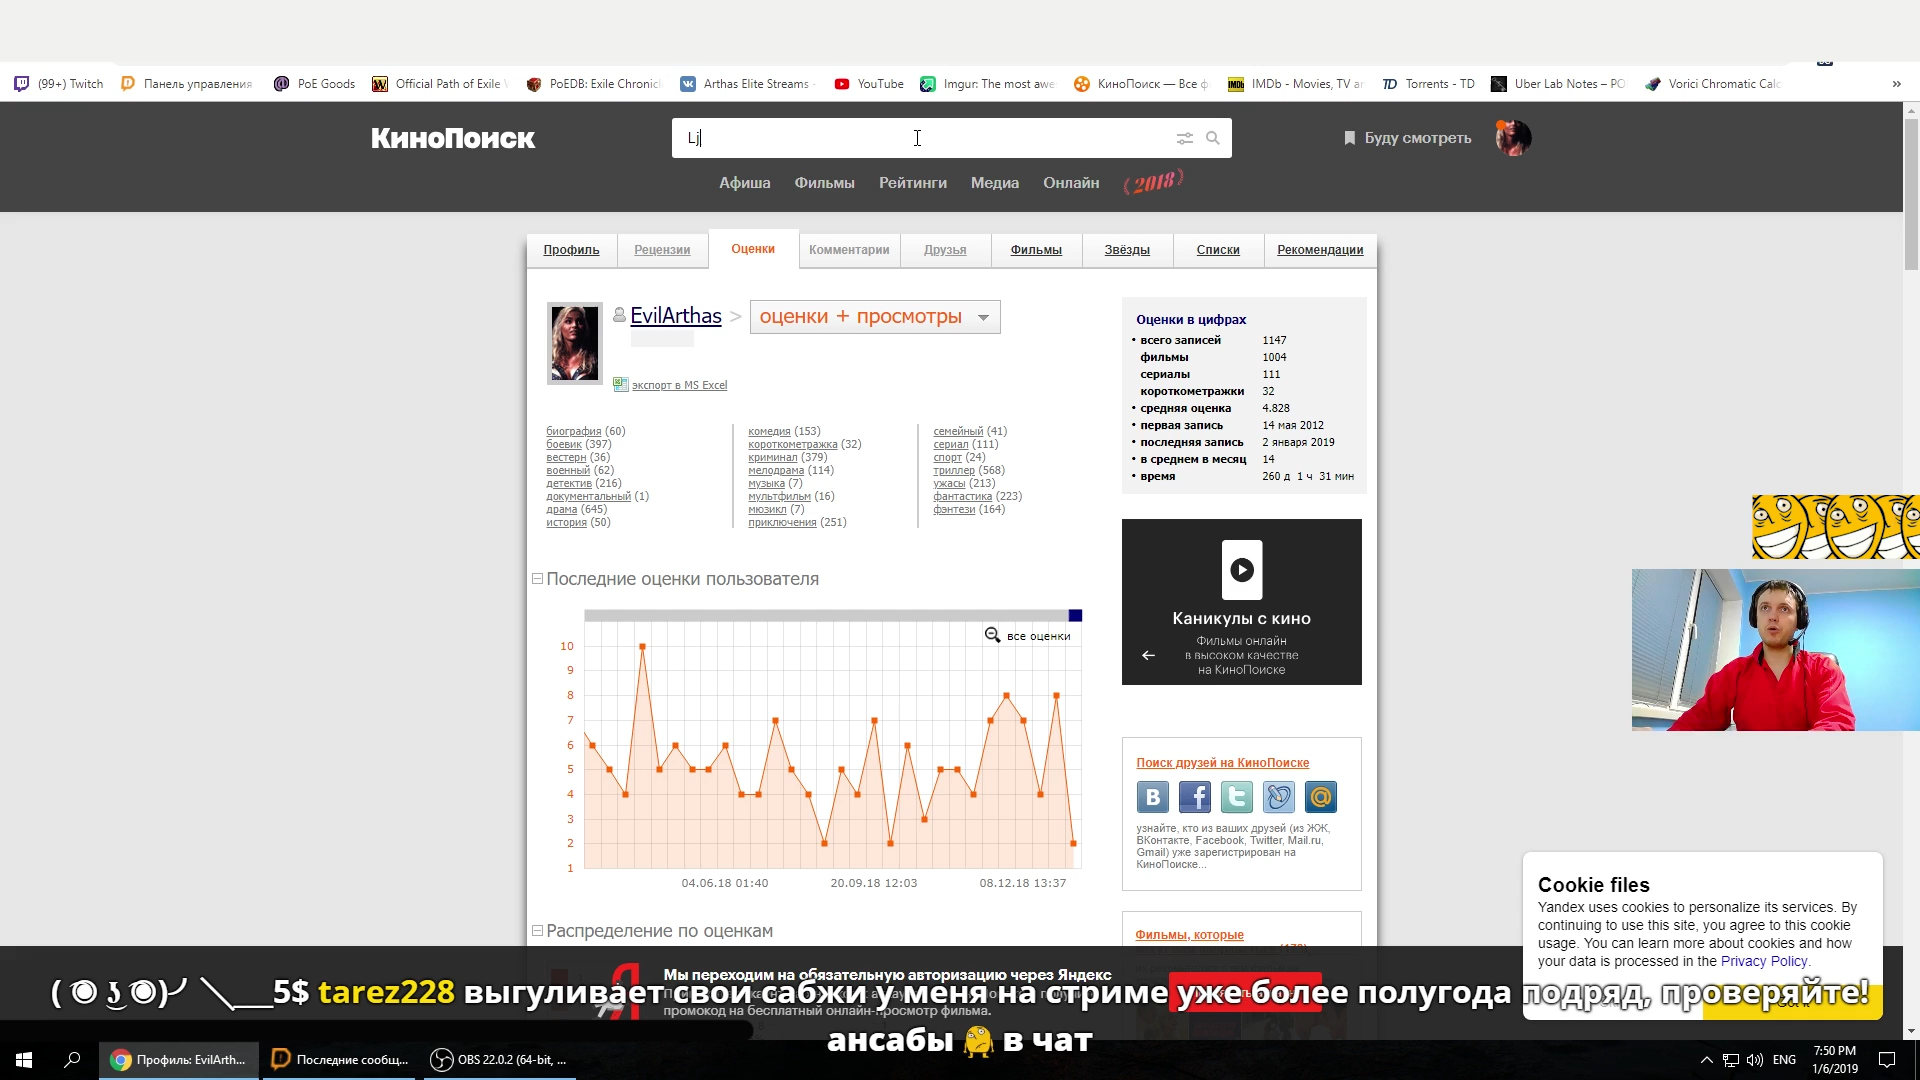 (99+) Twitch
Панель управления
PoE Goods
Official Path of Exile
PoEDB: Exile Chronic
Arthas Elite Streams -
YouTube
Imgur: The most awe
КиноПоиск — Все ф
IMDb - Movies, TV ar
TD Torrents - TD
Uber Lab Notes – PO
Vorici Chromatic Calc
»
КиноПоиск
Lj
Буду смотреть
Афиша
Фильмы
Рейтинги
Медиа
Онлайн
(2018)
Профиль
Рецензии
Оценки
Комментарии
Друзья
Фильмы
Звёзды
Списки
Рекомендации
EvilArthas >
оценки + просмотры
экспорт в MS Excel
биография (60)
боевик (397)
вестерн (36)
военный (62)
детектив (216)
документальный (1)
драма (645)
история (50)
комедия (153)
короткометражка (32)
криминал (379)
мелодрама (114)
музыка (7)
мультфильм (16)
мюзикл (7)
приключения (251)
семейный (41)
сериал (111)
спорт (24)
триллер (568)
ужасы (213)
фантастика (223)
фэнтези (164)
Оценки в цифрах
• всего записей 1147
фильмы 1004
сериалы 111
короткометражки 32
• средняя оценка 4.828
• первая запись 14 мая 2012
• последняя запись 2 января 2019
• в среднем в месяц 14
• время 260 д 1 ч 31 мин
Каникулы с кино
Фильмы онлайн
в высоком качестве
на КиноПоиске
Последние оценки пользователя
все оценки
10
9
8
7
6
5
4
3
2
1
04.06.18 01:40
20.09.18 12:03
08.12.18 13:37
Поиск друзей на КиноПоиске
узнайте, кто из ваших друзей (из ЖЖ,
ВКонтакте, Facebook, Twitter, Mail.ru,
Gmail) уже зарегистрирован на
КиноПоиске...
Распределение по оценкам
Фильмы, которые
Cookie files
Yandex uses cookies to personalize its services. By
continuing to use this site, you agree to this cookie
usage. You can learn more about cookies and how
your data is processed in the Privacy Policy.
Я
Мы переходим на обязательную авторизацию через Яндекс
промокод на бесплатный онлайн-просмотр фильма.
5$ tarez228 выгуливает свои сабжи у меня на стриме уже более полугода подряд, проверяйте!
ансабы в чат
Профиль: EvilArth...
Последние сообщ...
OBS 22.0.2 (64-bit, ...
ENG
7:50 PM
1/6/2019